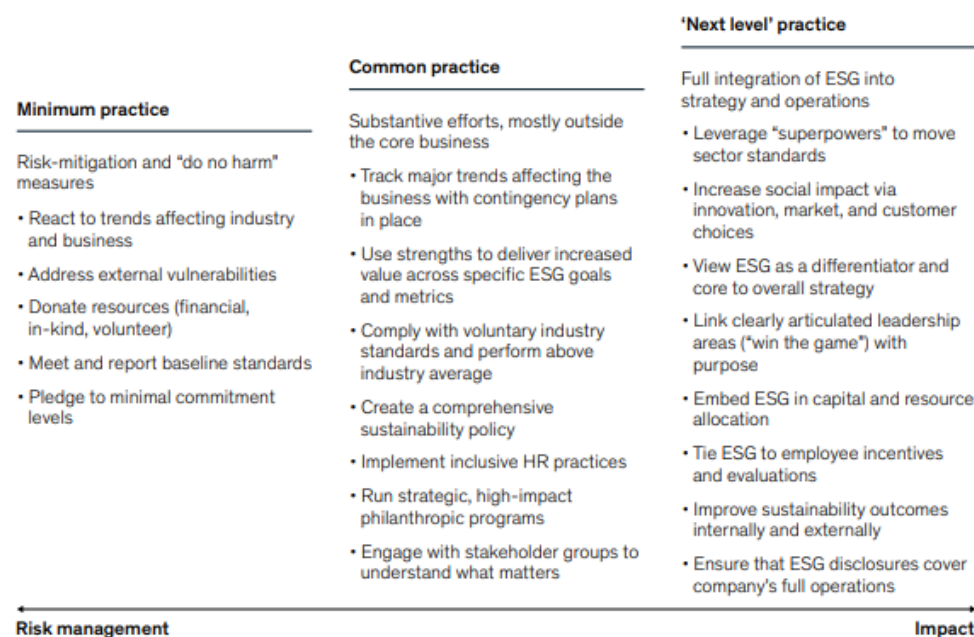 Minimum practice
Risk-mitigation and “do no harm”
measures
• React to trends affecting industry
and business
• Address external vulnerabilities
• Donate resources (financial,
in-kind, volunteer)
• Meet and report baseline standards
• Pledge to minimal commitment
levels
Common practice
Substantive efforts, mostly outside
the core business
• Track major trends affecting the
business with contingency plans
in place
• Use strengths to deliver increased
value across specific ESG goals
and metrics
• Comply with voluntary industry
standards and perform above
industry average
• Create a comprehensive
sustainability policy
• Implement inclusive HR practices
• Run strategic, high-impact
philanthropic programs
• Engage with stakeholder groups to
understand what matters
‘Next level’ practice
Full integration of ESG into
strategy and operations
• Leverage “superpowers” to move
sector standards
• Increase social impact via
innovation, market, and customer
choices
• View ESG as a differentiator and
core to overall strategy
• Link clearly articulated leadership
areas (“win the game”) with
purpose
• Embed ESG in capital and resource
allocation
• Tie ESG to employee incentives
and evaluations
• Improve sustainability outcomes
internally and externally
• Ensure that ESG disclosures cover
company’s full operations
Risk management
Impact